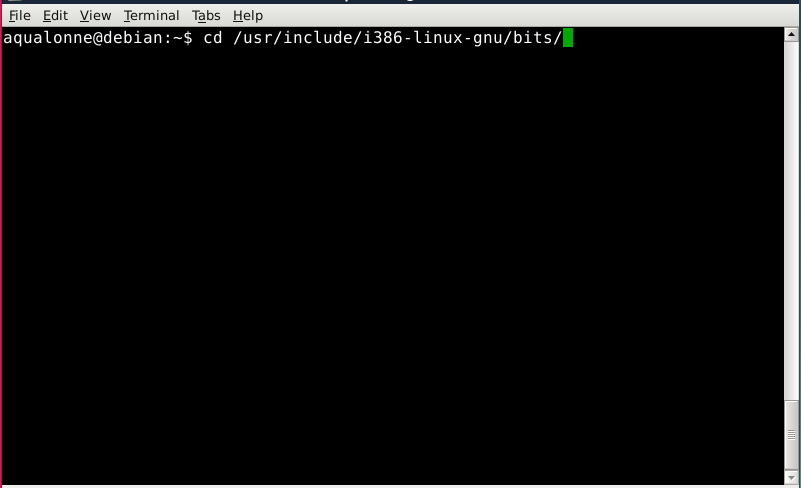 File Edit View Terminal Tabs Help
aqualonne@debian:~$ cd /usr/include/i386-linux-gnu/bits/